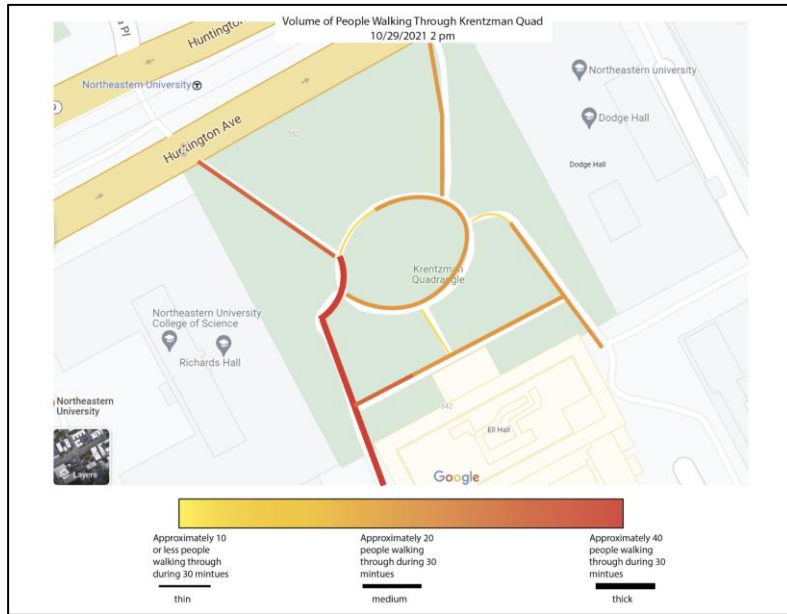 Volume of People Walking Through Krentzman Quad
10/29/2021 2 pm
Huntington
Northeastern University
9
Huntington Ave
350
Northeastern university
Dodge Hall
Dodge Hall
Krentzman
Quadrangle
Northeastern University
College of Science
Richards Hall
Northeastern
University
342
Ell Hall
Layers
Google
Approximately 10
or less people
walking through
during 30 mintues
thin
Approximately 20
people walking
through during 30
mintues
medium
Approximately 40
people walking
through during 30
mintues
thick